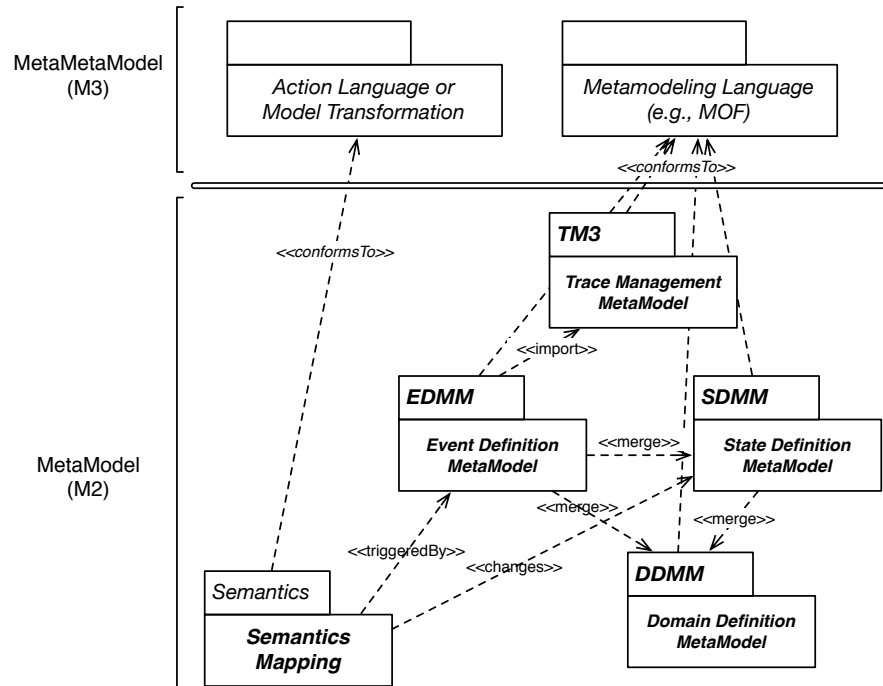 MetaMetaModel
(M3)
Action Language or
Model Transformation
Metamodeling Language
(e.g., MOF)
<<conformsTo>>
TM3
<<conformsTo>>
Trace Management
MetaModel
<<import>>
EDMM
SDMM
Event Definition
MetaModel
<<merge>>
State Definition
MetaModel
MetaModel
(M2)
<<merge>>
<<merge>>
<<triggeredBy>>
<<changes>>
DDMM
Semantics
Domain Definition
MetaModel
Semantics
Mapping